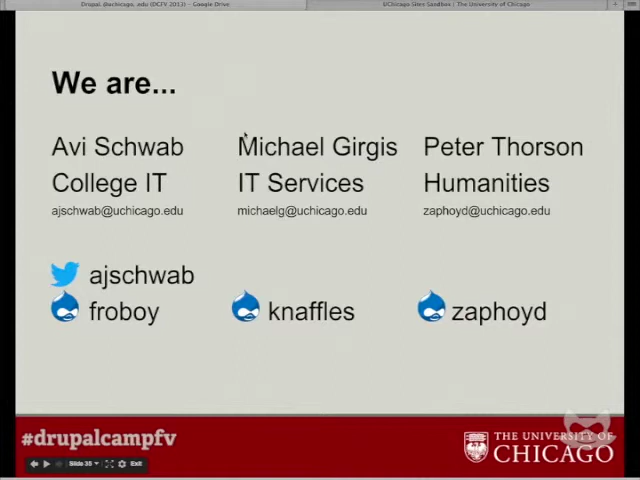 Drupal @uchicago. .edu (DCFV 2013) - Google Drive
UChicago Sites Sandbox | The University of Chicago
We are...
Avi Schwab
College IT
ajschwab@uchicago.edu
Michael Girgis
IT Services
michaelg@uchicago.edu
Peter Thorson
Humanities
zaphoyd@uchicago.edu
ajschwab
froboy
knaffles
zaphoyd
#drupalcampfv
THE UNIVERSITY OF
CHICAGO
Slide 35
Exit